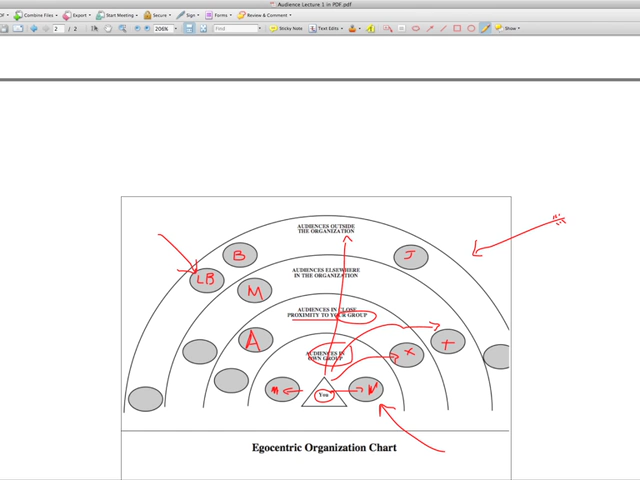 Audience Lecture 1 in PDF.pdf
Combine Files
Export
Start Meeting
Secure
Sign
Forms
Review & Comment
2 / 2
200%
Find
Sticky Note
Text Edits
Show
AUDIENCES OUTSIDE
THE ORGANIZATION
B
J
LB
AUDIENCES ELSEWHERE
IN THE ORGANIZATION
M
AUDIENCES IN CLOSE
PROXIMITY TO YOUR GROUP
A
AUDIENCES IN
OWN GROUP
X
+
You
Egocentric Organization Chart